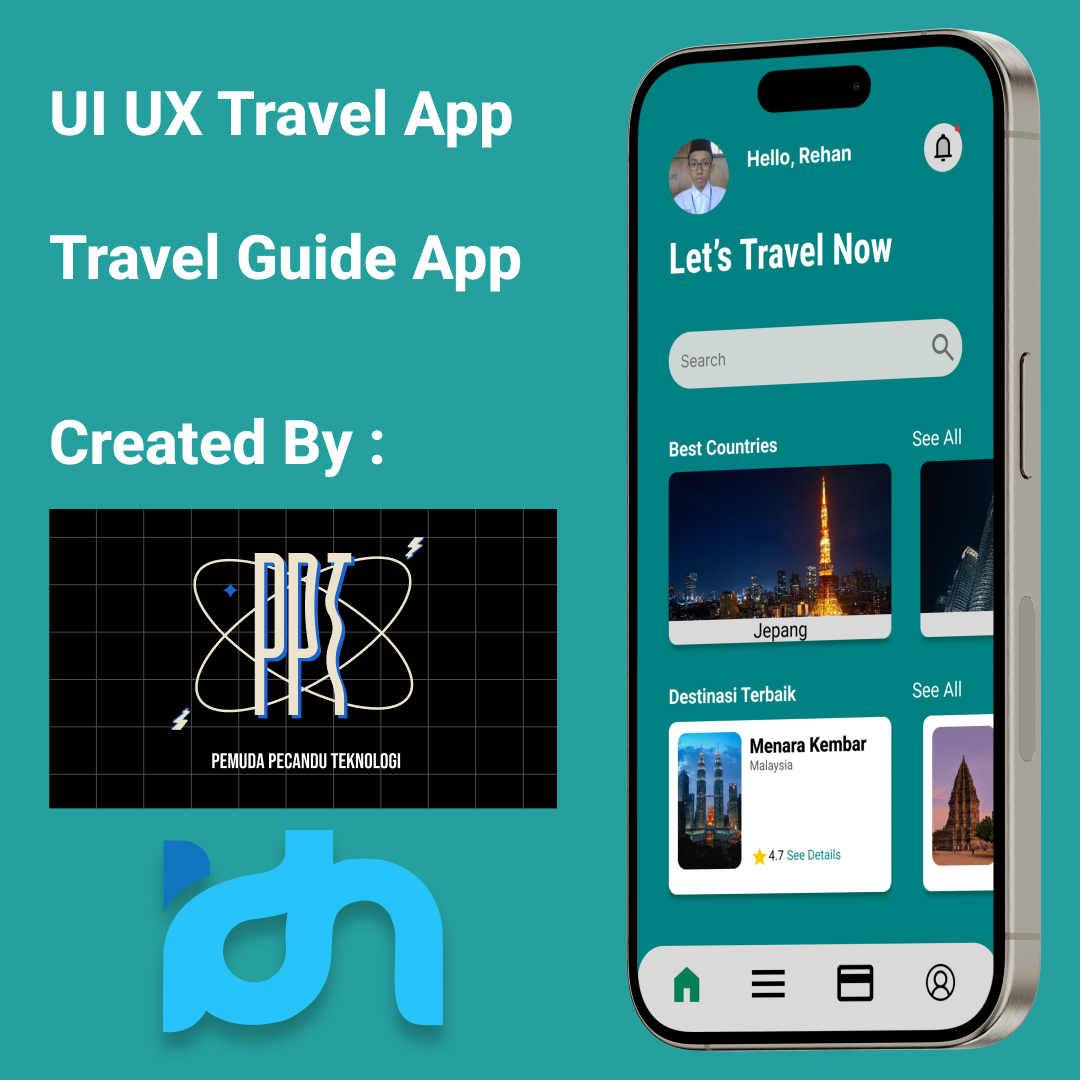 UI UX Travel App
Travel Guide App
Created By :
PPT
PEMUDA PECANDU TEKNOLOGI
idn
Hello, Rehan
Let’s Travel Now
Search
Best Countries
See All
Jepang
Destinasi Terbaik
See All
Menara Kembar
Malaysia
4.7 See Details